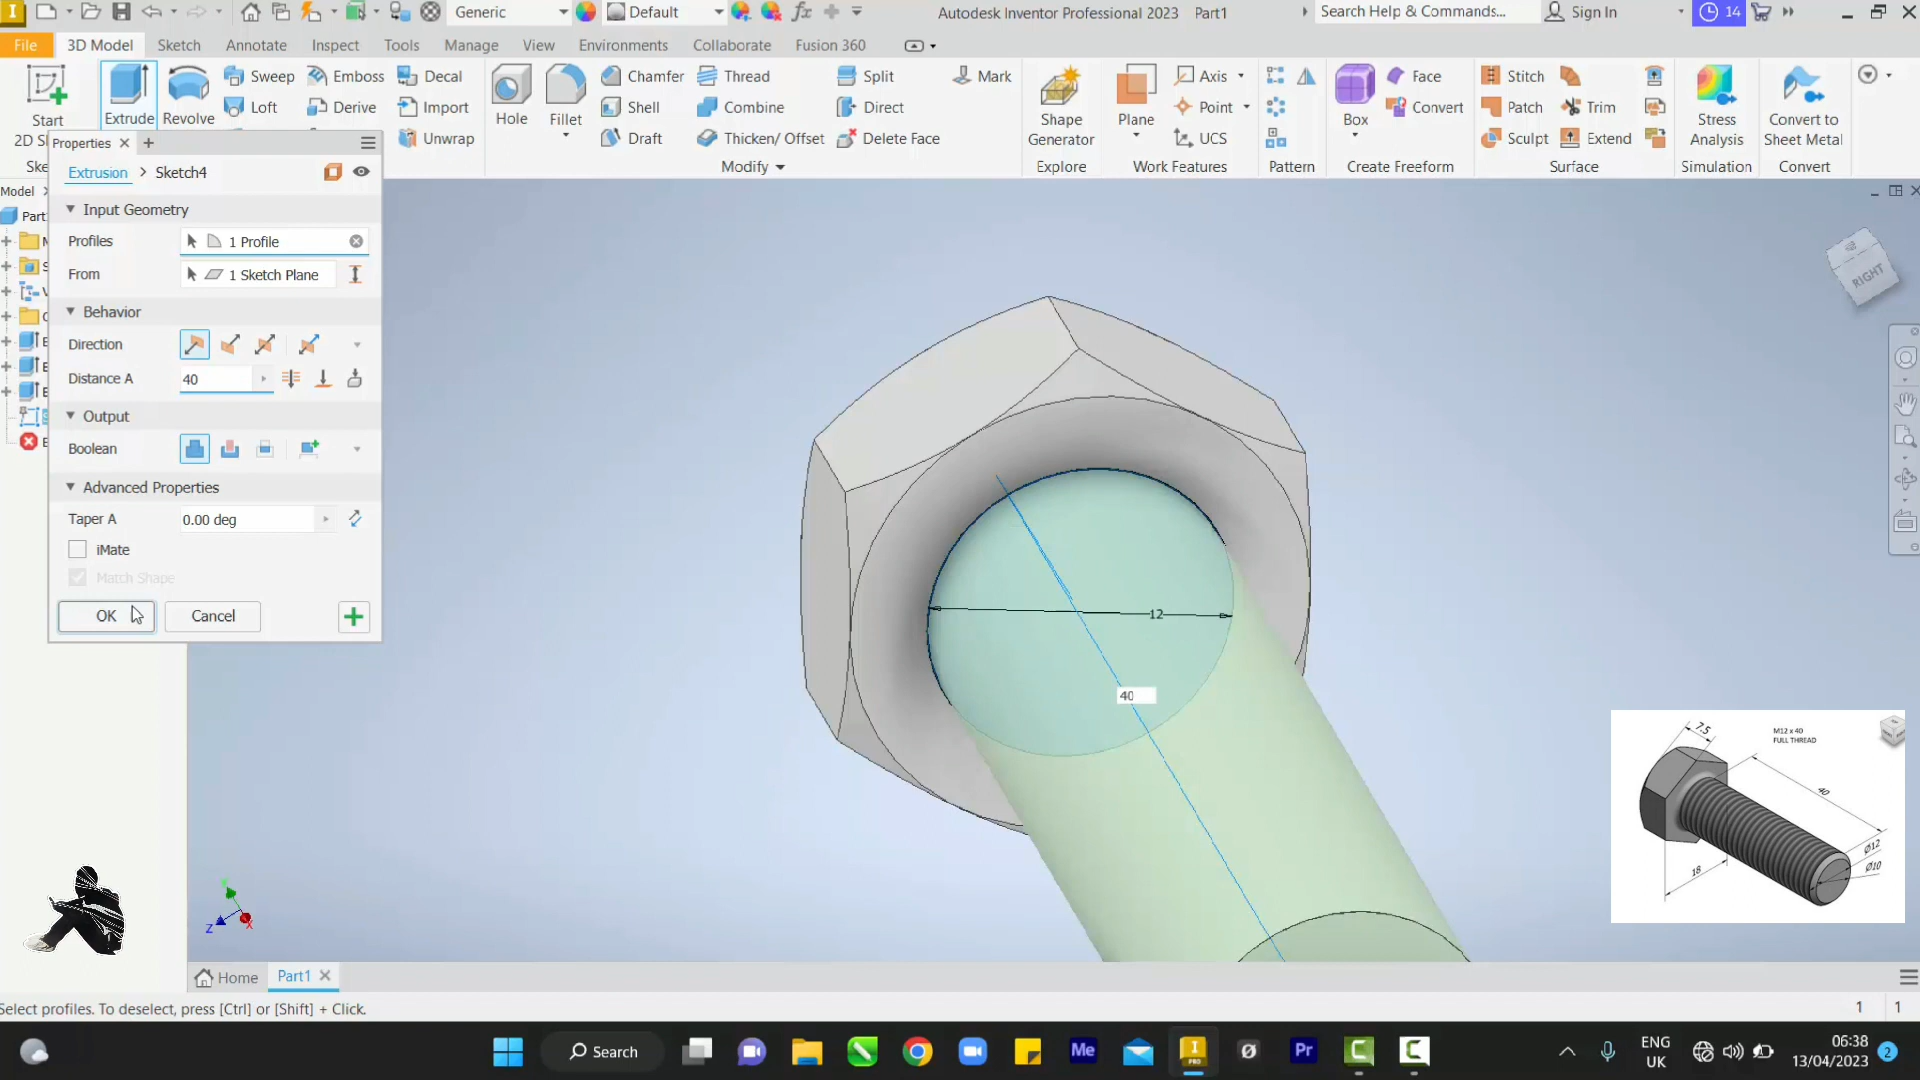 Generic
Default
Autodesk Inventor Professional 2023 Part1
Search Help & Commands...
Sign In
14
File
3D Model
Sketch
Annotate
Inspect
Tools
Manage
View
Environments
Collaborate
Fusion 360
Start
2D S
Extrude
Revolve
Sweep
Emboss
Decal
Loft
Derive
Import
Unwrap
Hole
Fillet
Chamfer
Thread
Split
Mark
Shell
Combine
Direct
Draft
Thicken/ Offset
Delete Face
Modify
Shape
Generator
Explore
Plane
Axis
Point
UCS
Work Features
Pattern
Box
Face
Convert
Create Freeform
Stitch
Patch
Trim
Sculpt
Extend
Surface
Stress
Analysis
Simulation
Convert to
Sheet Metal
Convert
Properties
Model
Part
Extrusion > Sketch4
Input Geometry
Profiles
1 Profile
From
1 Sketch Plane
Behavior
Direction
Distance A
40
Output
Boolean
Advanced Properties
Taper A
0.00 deg
iMate
Match Shape
OK
Cancel
RIGHT
12
40
M12 x 40
FULL THREAD
7.5
40
18
Ø12
Ø10
Y
Z
X
Home
Part1
Select profiles. To deselect, press [Ctrl] or [Shift] + Click.
1
1
Search
Me
I
PRO
Pr
ENG
UK
06:38
13/04/2023
2